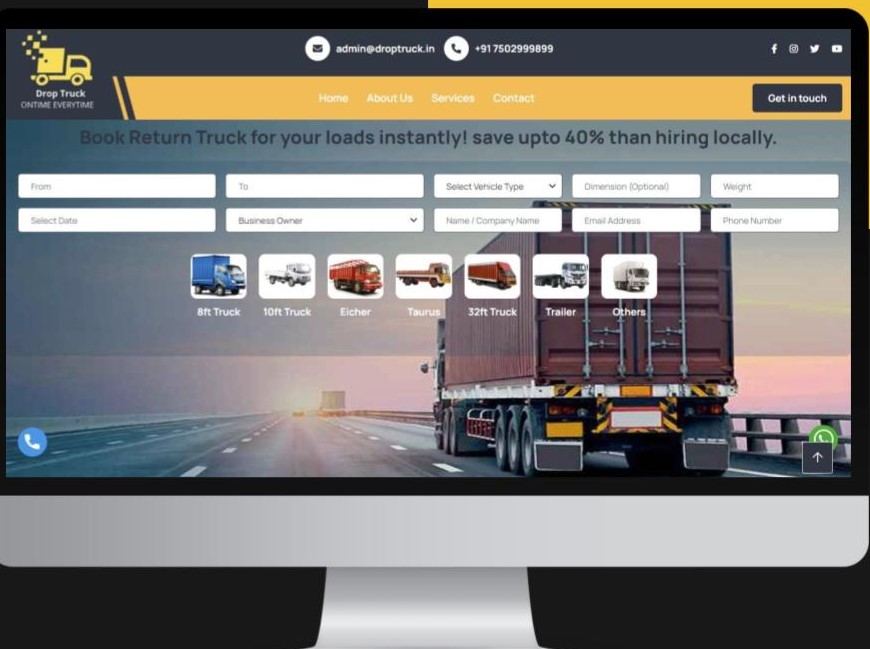 admin@droptruck.in
+91 7502999899
Drop Truck
ONTIME EVERYTIME
Home
About Us
Services
Contact
Get in touch
Book Return Truck for your loads instantly! save upto 40% than hiring locally.
From
To
Select Vehicle Type
Dimension (Optional)
Weight
Select Date
Business Owner
Name / Company Name
Email Address
Phone Number
8ft Truck
10ft Truck
Eicher
Taurus
32ft Truck
Trailer
Others